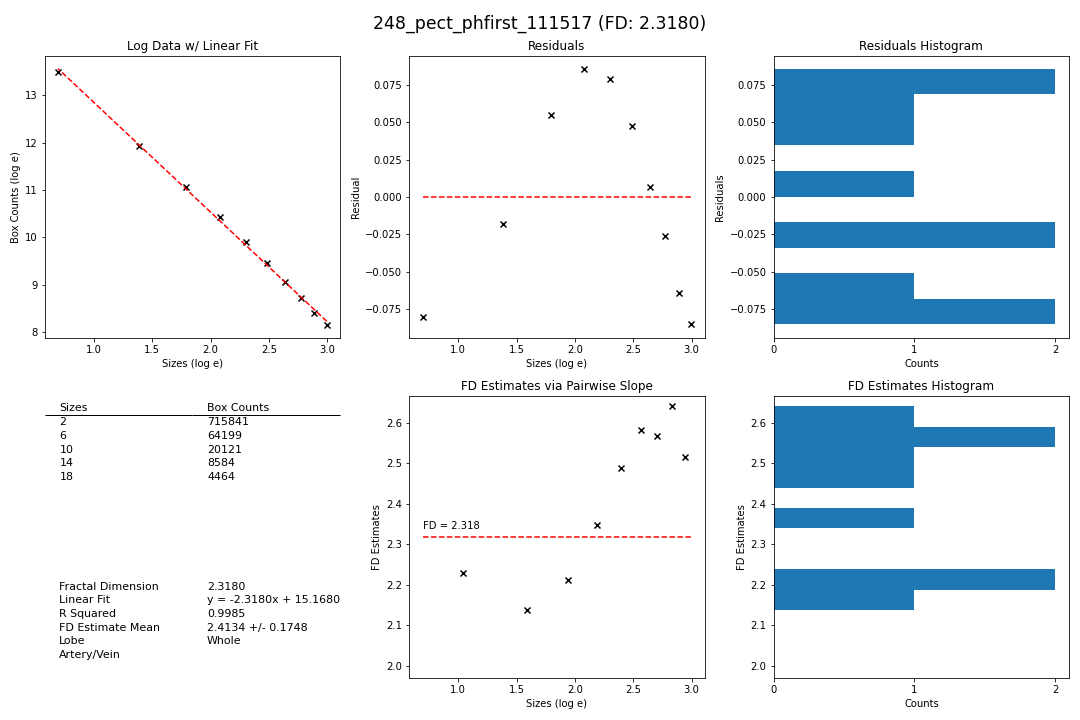 248_pect_phfirst_111517 (FD: 2.3180)
Log Data w/ Linear Fit
Box Counts (log e)
13
12
11
10
9
8
1.0 1.5 2.0 2.5 3.0
Sizes (log e)
Residuals
Residual
0.075
0.050
0.025
0.000
−0.025
−0.050
−0.075
1.0 1.5 2.0 2.5 3.0
Sizes (log e)
Residuals Histogram
Residuals
0.075
0.050
0.025
0.000
−0.025
−0.050
−0.075
0 1 2
Counts
Sizes Box Counts
2 715841
6 64199
10 20121
14 8584
18 4464
Fractal Dimension 2.3180
Linear Fit y = -2.3180x + 15.1680
R Squared 0.9985
FD Estimate Mean 2.4134 +/- 0.1748
Lobe Whole
Artery/Vein
FD Estimates via Pairwise Slope
FD Estimates
2.6
2.5
2.4
2.3
2.2
2.1
2.0
FD = 2.318
1.0 1.5 2.0 2.5 3.0
Sizes (log e)
FD Estimates Histogram
FD Estimates
2.6
2.5
2.4
2.3
2.2
2.1
2.0
0 1 2
Counts